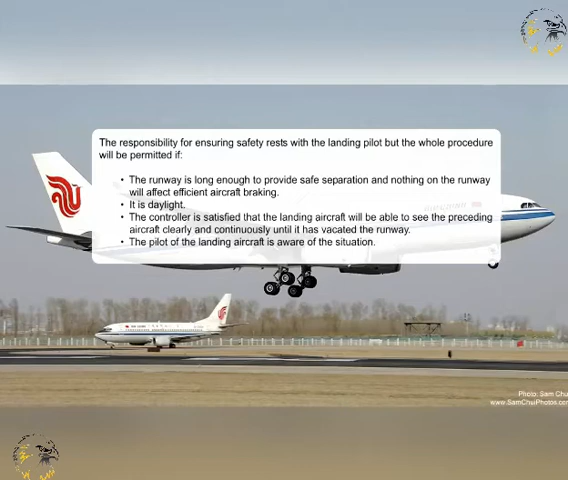 The responsibility for ensuring safety rests with the landing pilot but the whole procedure
will be permitted if:
• The runway is long enough to provide safe separation and nothing on the runway
will affect efficient aircraft braking.
• It is daylight.
• The controller is satisfied that the landing aircraft will be able to see the preceding
aircraft clearly and continuously until it has vacated the runway.
• The pilot of the landing aircraft is aware of the situation.
Photo: Sam Chui
www.SamChuiPhotos.com